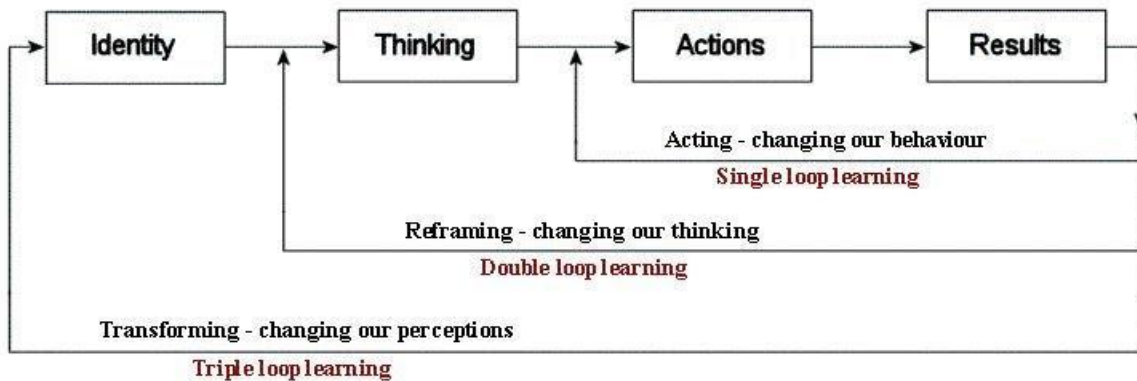 Identity
Thinking
Actions
Results
Acting - changing our behaviour
Single loop learning
Reframing - changing our thinking
Double loop learning
Transforming - changing our perceptions
Triple loop learning